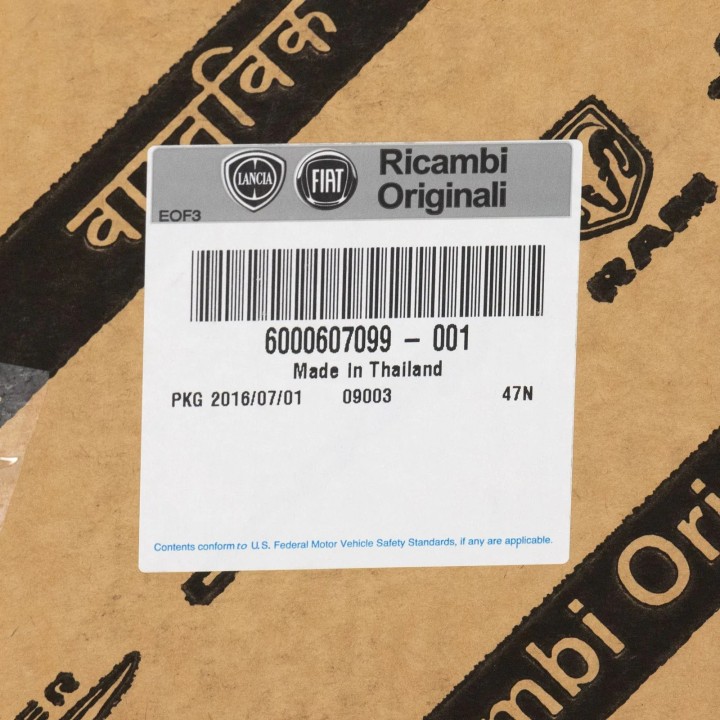 वास्तविक
LANCIA
FIAT
Ricambi
Originali
EOF3
RAM
6000607099 - 001
Made In Thailand
PKG 2016/07/01 09003 47N
Contents conform to U.S. Federal Motor Vehicle Safety Standards, if any are applicable.
mbi Ori